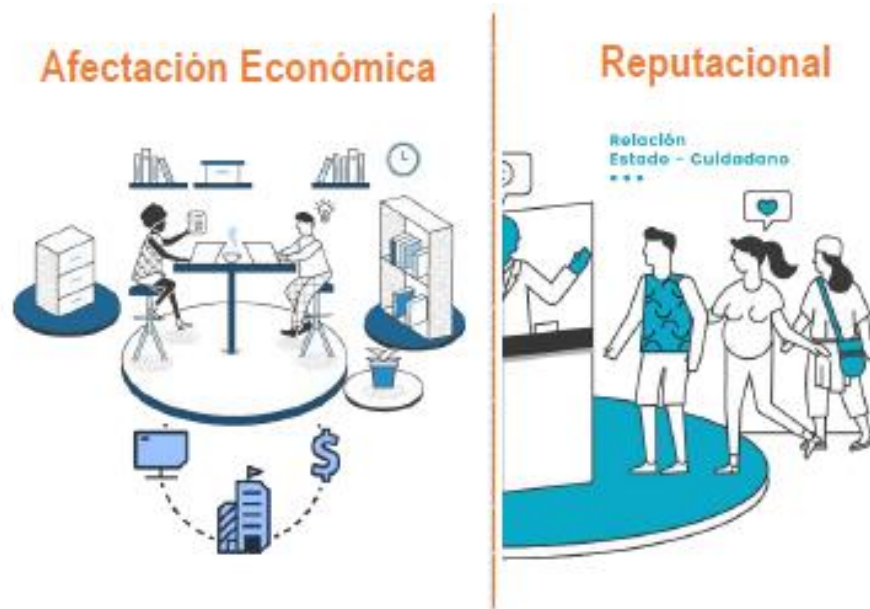 Afectación Económica
Reputacional
Relación
Estado - Cuidadano
$